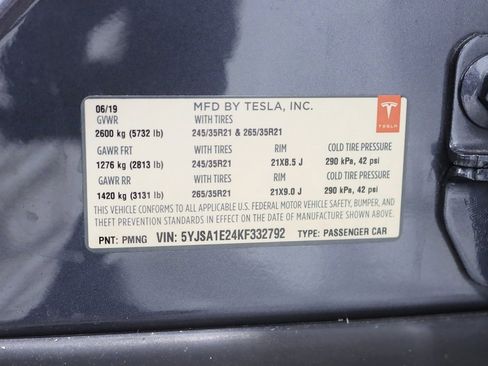 06/19 MFD BY TESLA, INC.
GVWR WITH TIRES
2600 kg (5732 lb) 245/35R21 & 265/35R21
GAWR FRT WITH TIRES RIM COLD TIRE PRESSURE
1276 kg (2813 lb) 245/35R21 21X8.5 J 290 kPa, 42 psi
GAWR RR WITH TIRES RIM COLD TIRE PRESSURE
1420 kg (3131 lb) 265/35R21 21X9.0 J 290 kPa, 42 psi
THIS VEHICLE CONFORMS TO ALL APPLICABLE U.S. FEDERAL MOTOR VEHICLE SAFETY, BUMPER, AND
THEFT PREVENTION STANDARDS IN EFFECT ON THE DATE OF MANUFACTURE SHOWN ABOVE.
PNT: PMNG VIN: 5YJSA1E24KF332792 TYPE: PASSENGER CAR
TESLA